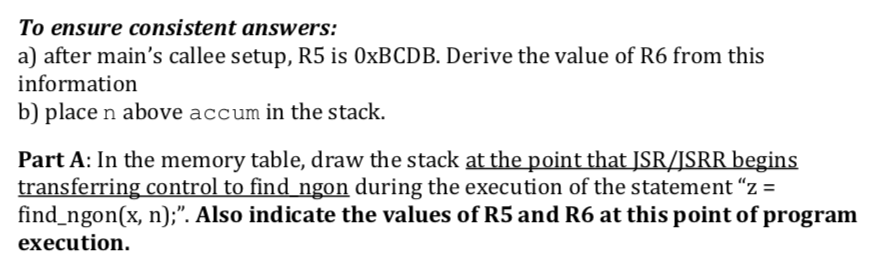 To ensure consistent answers:
a) after main's callee setup, R5 is 0xBCDB. Derive the value of R6 from this
information
b) place n above accum in the stack.
Part A: In the memory table, draw the stack at the point that JSR/JSRR begins
transferring control to find_ngon during the execution of the statement “z =
find_ngon(x, n);”. Also indicate the values of R5 and R6 at this point of program
execution.